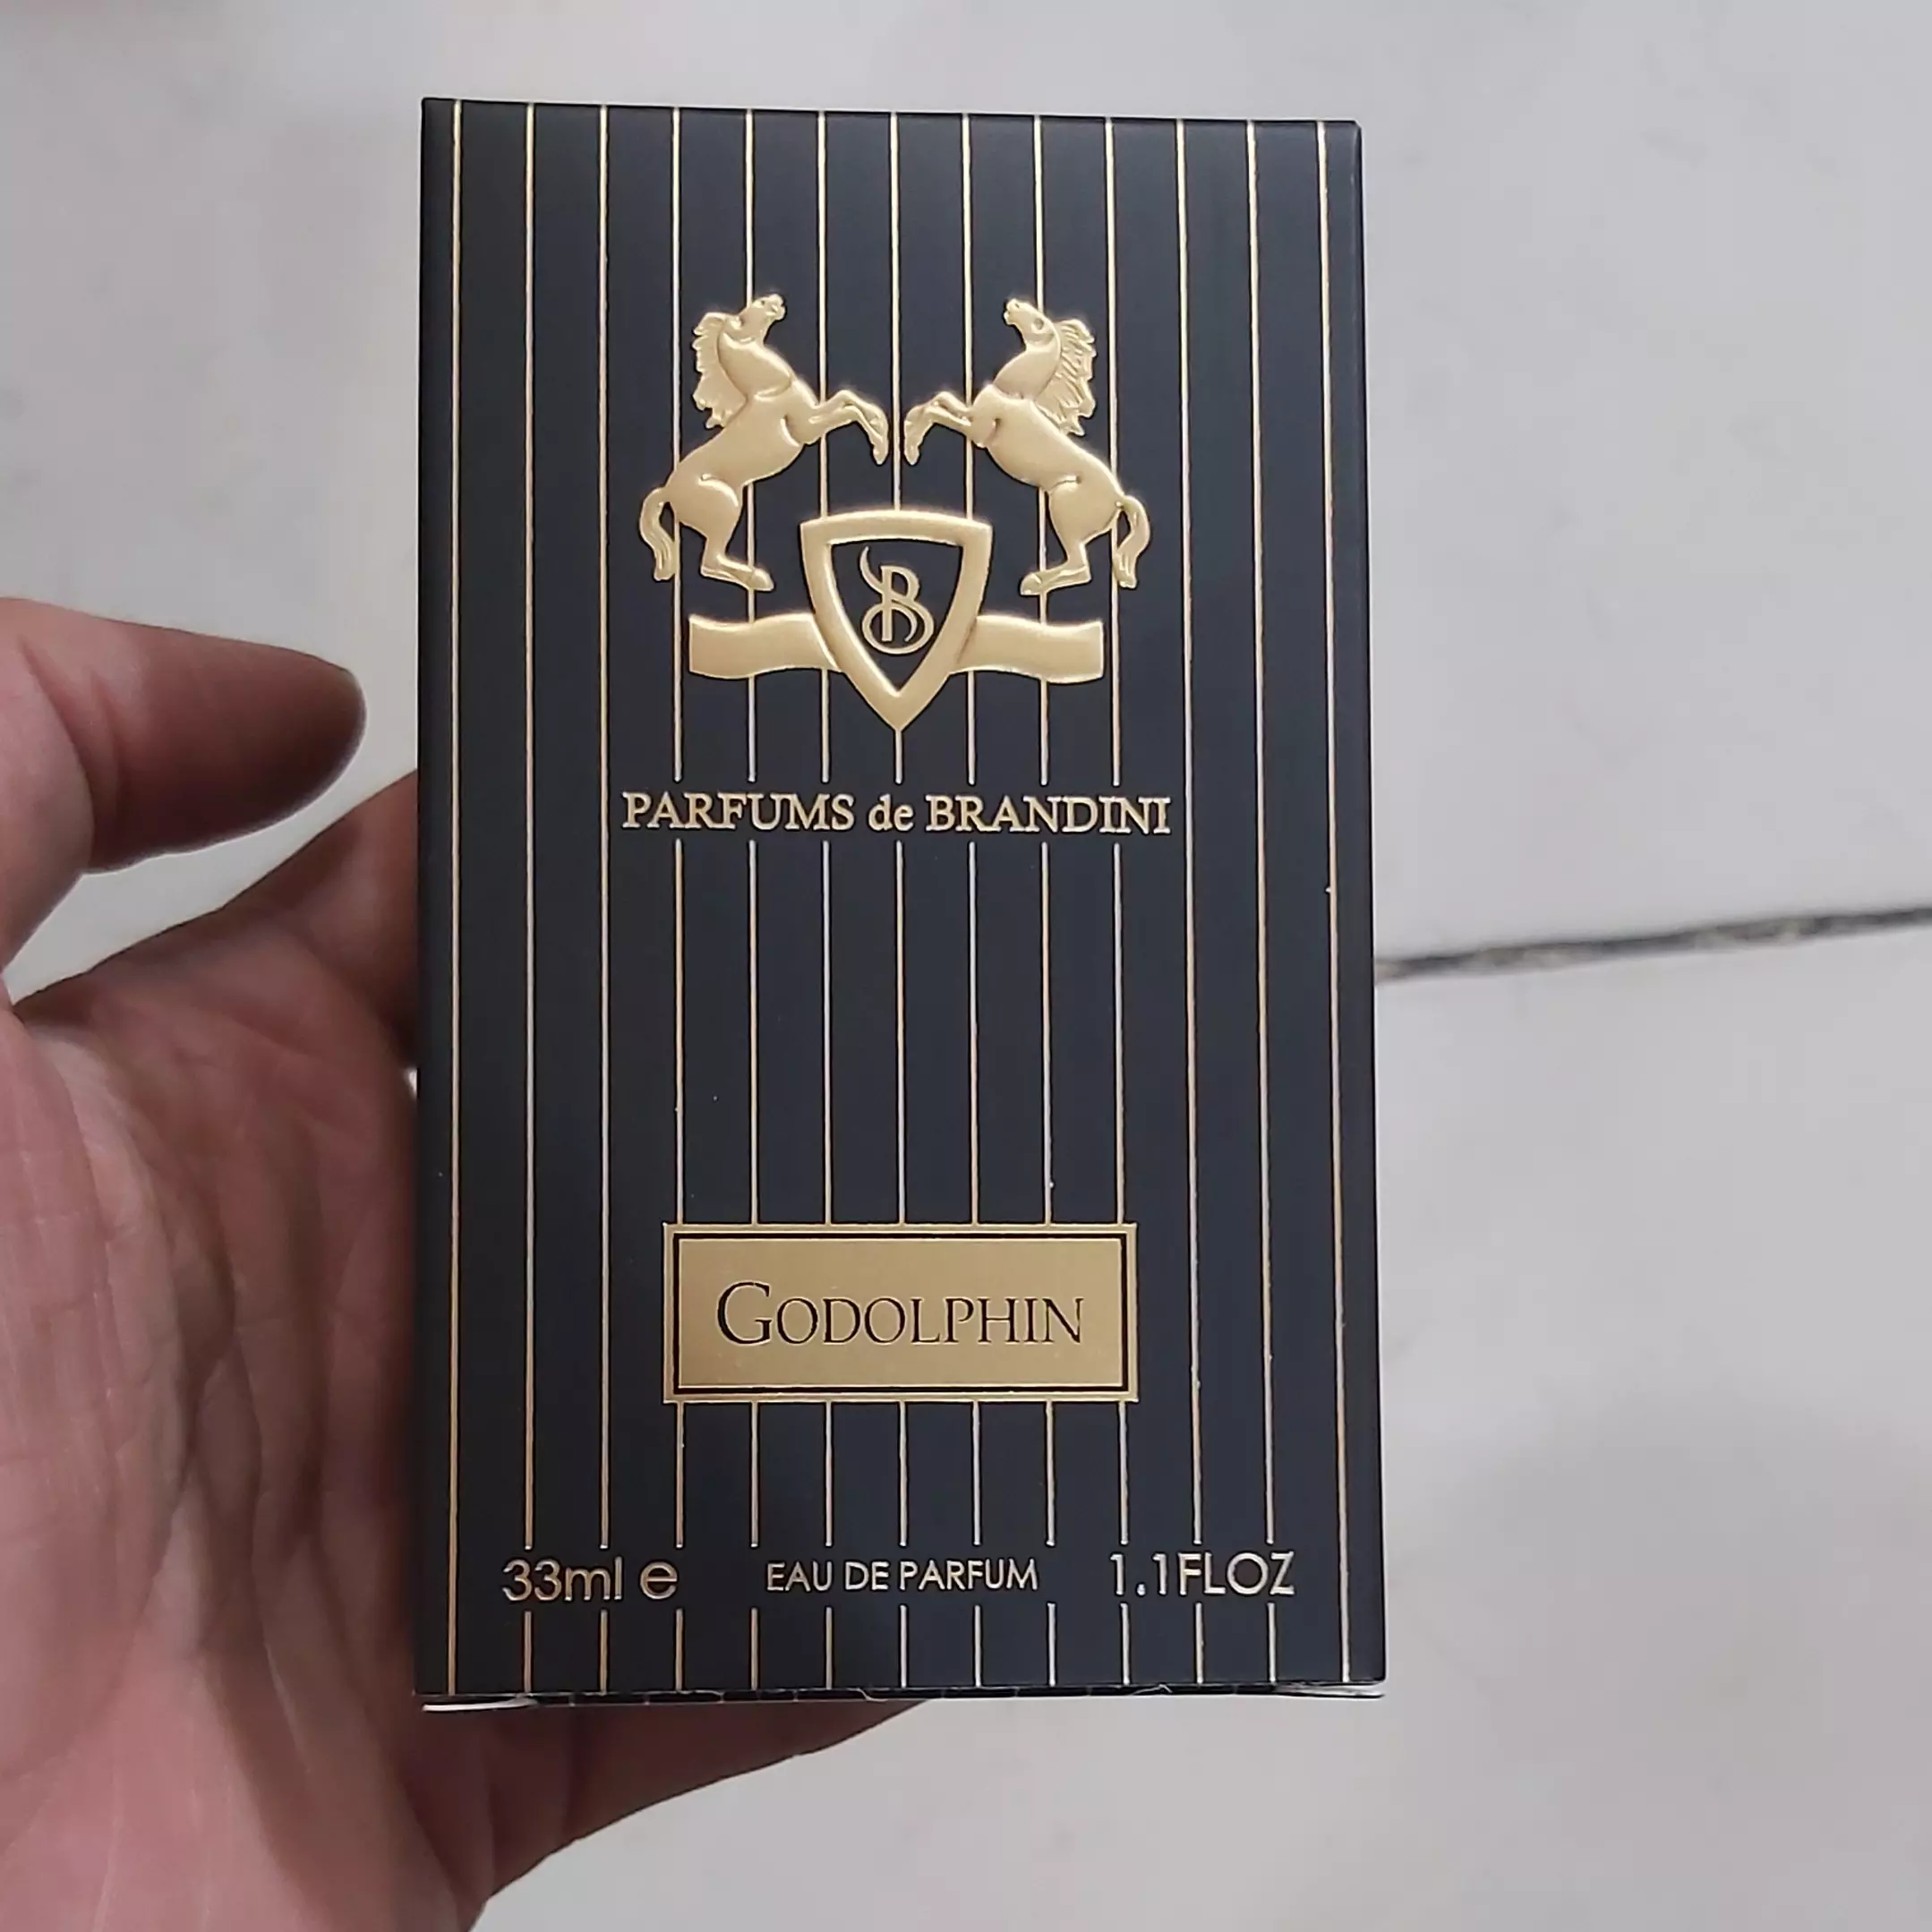 B
PARFUMS de BRANDINI
GODOLPHIN
33ml e EAU DE PARFUM 1.1FLOZ